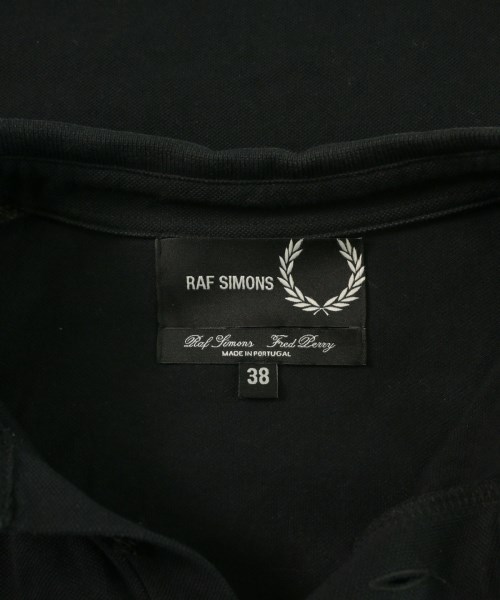 RAF SIMONS
Raf Simons Fred Perry
MADE IN PORTUGAL
38